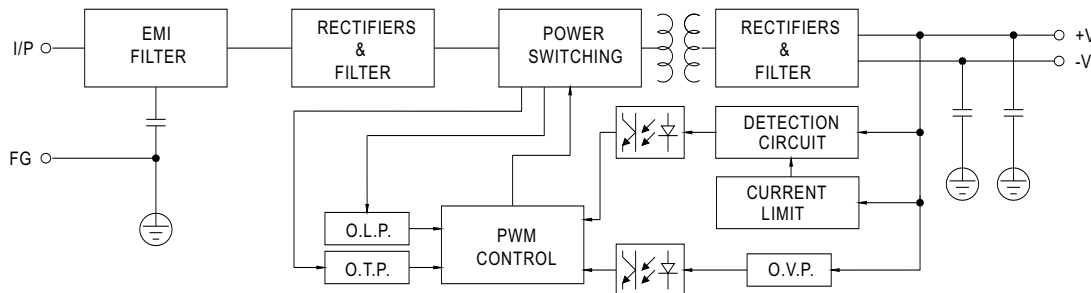 I/P
EMI
FILTER
RECTIFIERS
&
FILTER
POWER
SWITCHING
RECTIFIERS
&
FILTER
+V
-V
FG
DETECTION
CIRCUIT
CURRENT
LIMIT
O.L.P.
O.T.P.
PWM
CONTROL
O.V.P.